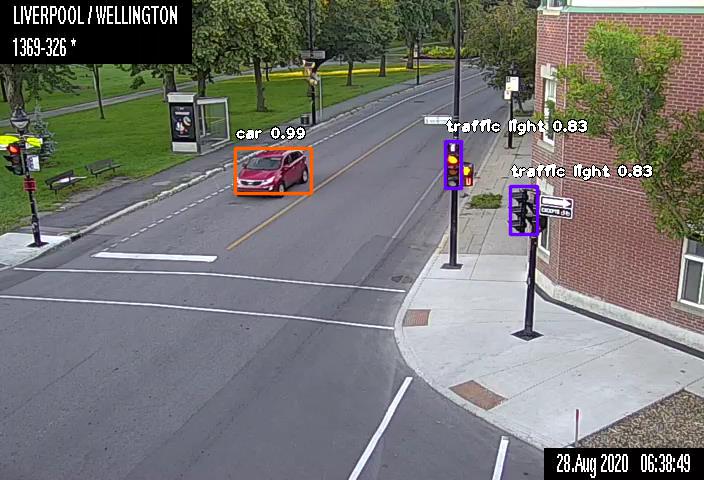 LIVERPOOL / WELLINGTON
1369-326 *
car 0.99
traffic light 0.83
traffic light 0.83
28.Aug 2020 06:38:49